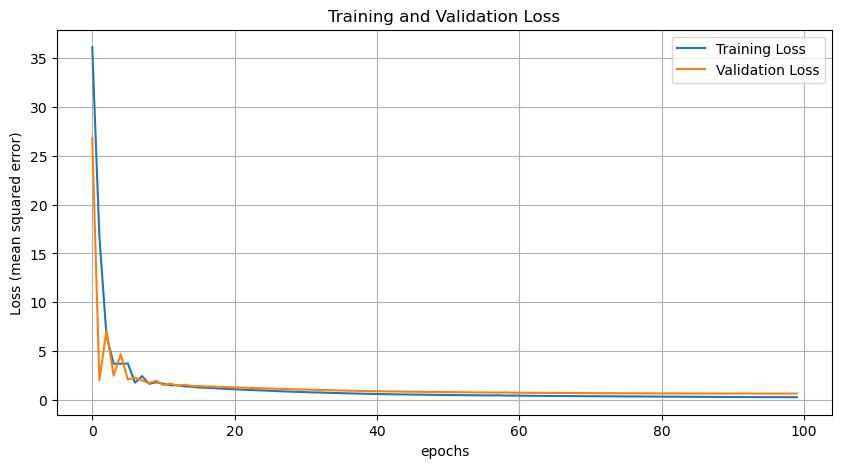 Training and Validation Loss
Training Loss
Validation Loss
Loss (mean squared error)
35
30
25
20
15
10
5
0
0 20 40 60 80 100
epochs